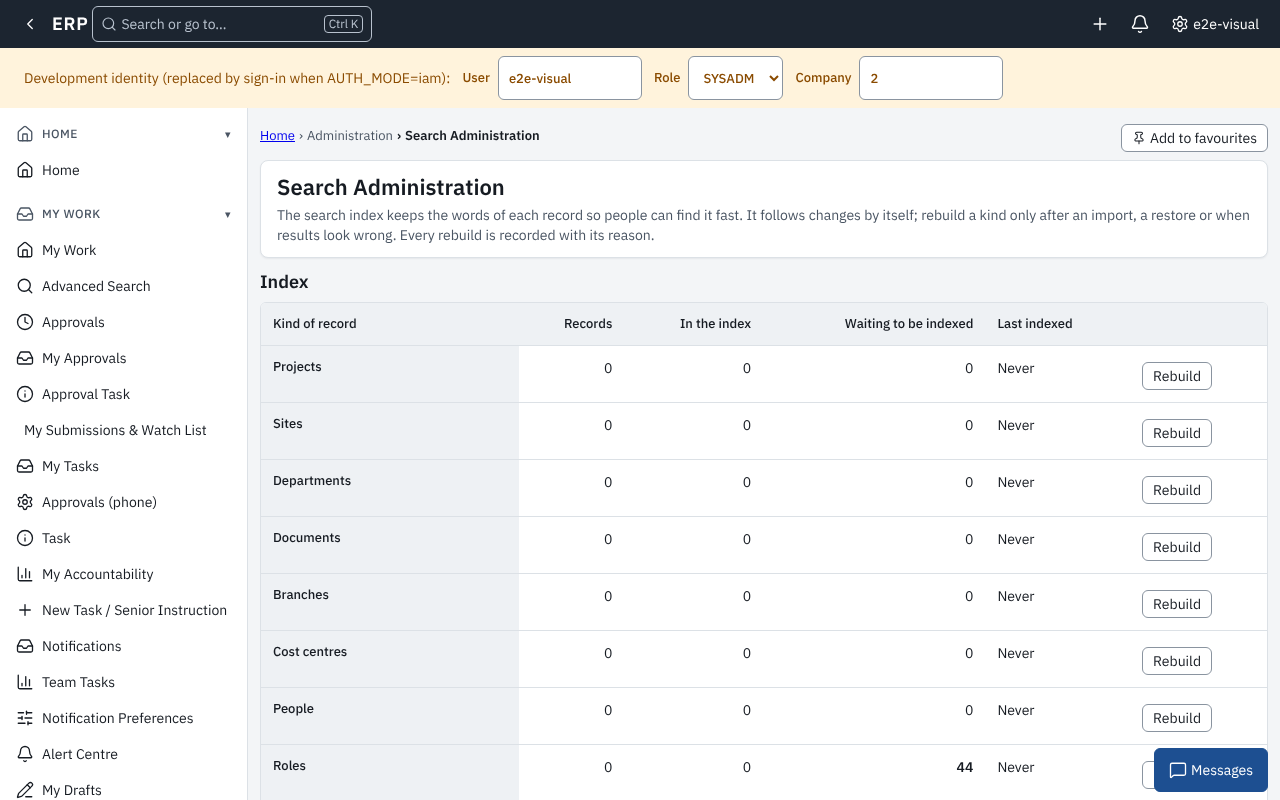 ERP
Search or go to... Ctrl K
e2e-visual
Development identity (replaced by sign-in when AUTH_MODE=iam): User e2e-visual Role SYSADM Company 2
HOME
Home
MY WORK
My Work
Advanced Search
Approvals
My Approvals
Approval Task
My Submissions & Watch List
My Tasks
Approvals (phone)
Task
My Accountability
New Task / Senior Instruction
Notifications
Team Tasks
Notification Preferences
Alert Centre
My Drafts
Home › Administration › Search Administration
Add to favourites
Search Administration
The search index keeps the words of each record so people can find it fast. It follows changes by itself; rebuild a kind only after an import, a restore or when
results look wrong. Every rebuild is recorded with its reason.
Index
Kind of record Records In the index Waiting to be indexed Last indexed
Projects 0 0 0 Never Rebuild
Sites 0 0 0 Never Rebuild
Departments 0 0 0 Never Rebuild
Documents 0 0 0 Never Rebuild
Branches 0 0 0 Never Rebuild
Cost centres 0 0 0 Never Rebuild
People 0 0 0 Never Rebuild
Roles 0 0 44 Never
Messages